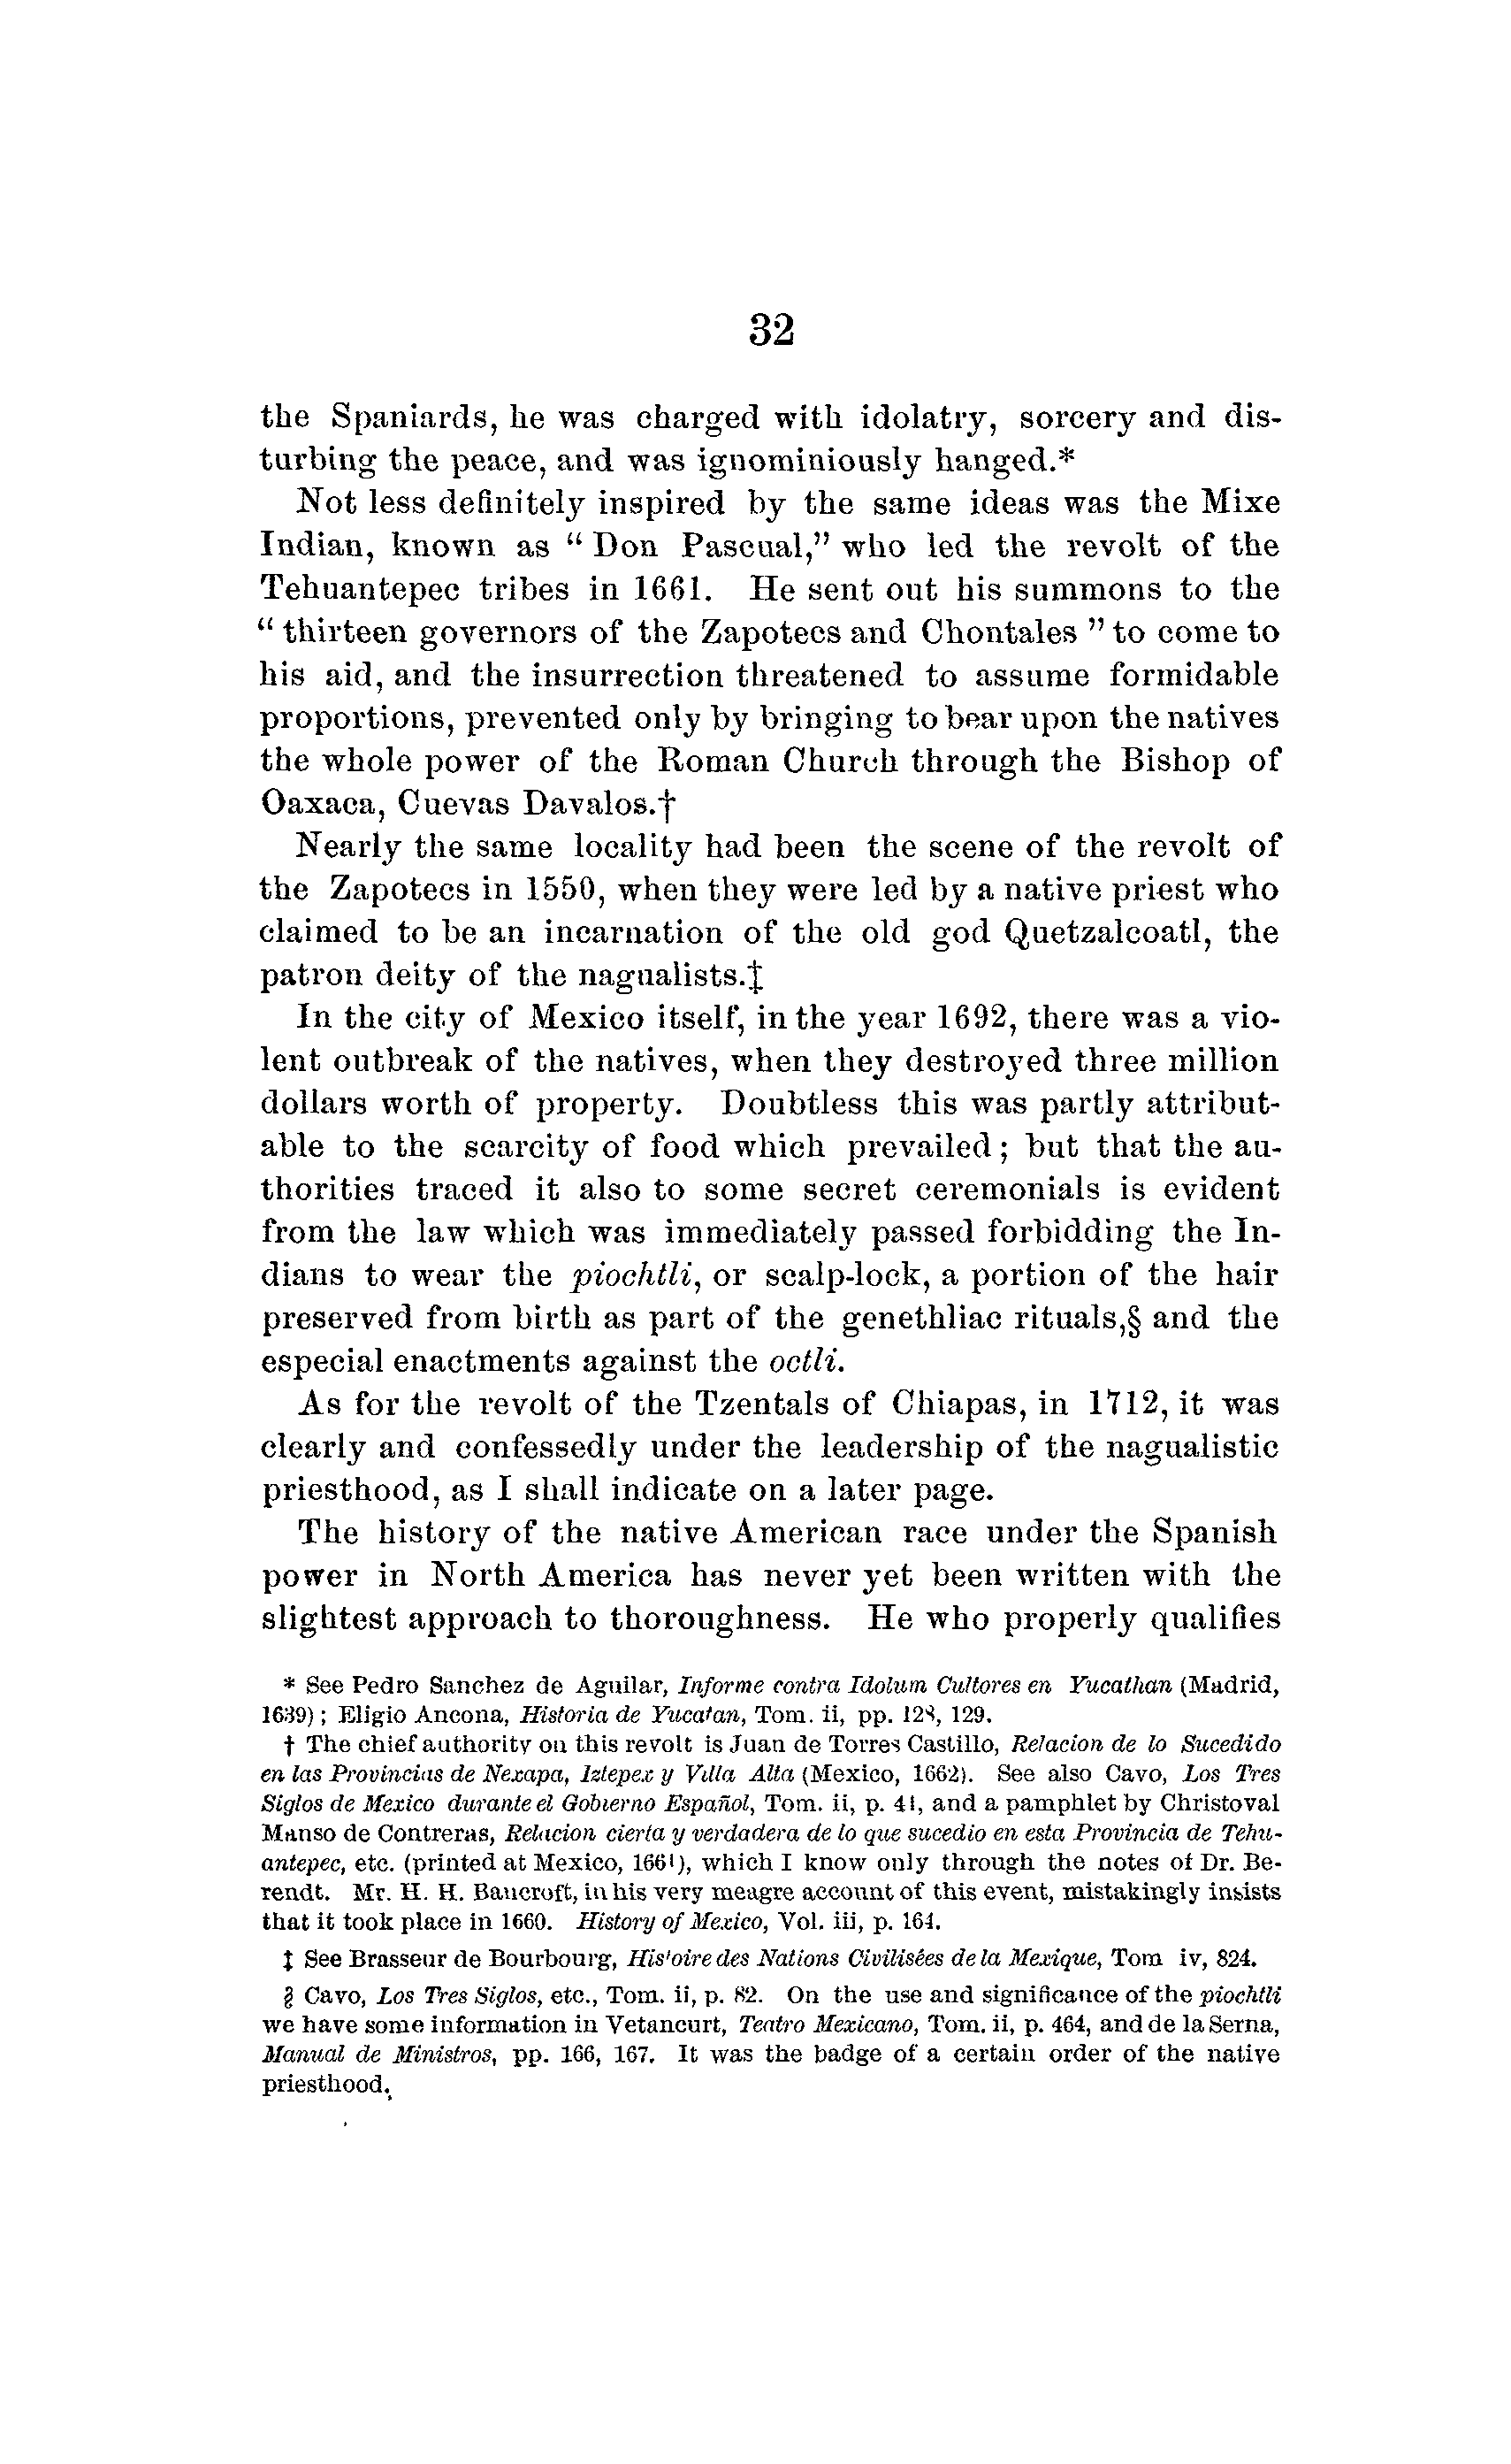 32
the Spaniards, he was charged with idolatry, sorcery and dis-
turbing the peace, and was ignominiously hanged.*
Not less definitely inspired by the same ideas was the Mixe
Indian, known as “ Don Pascual,” who led the revolt of the
Tehuantepec tribes in 1661. He sent out his summons to the
“ thirteen governors of the Zapotecs and Chontales ” to come to
his aid, and the insurrection threatened to assume formidable
proportions, prevented only by bringing to bear upon the natives
the whole power of the Roman Church through the Bishop of
Oaxaca, Cuevas Davalos.†
Nearly the same locality had been the scene of the revolt of
the Zapotecs in 1550, when they were led by a native priest who
claimed to be an incarnation of the old god Quetzalcoatl, the
patron deity of the nagualists.‡
In the city of Mexico itself, in the year 1692, there was a vio-
lent outbreak of the natives, when they destroyed three million
dollars worth of property. Doubtless this was partly attribut-
able to the scarcity of food which prevailed ; but that the au-
thorities traced it also to some secret ceremonials is evident
from the law which was immediately passed forbidding the In-
dians to wear the piochtli, or scalp-lock, a portion of the hair
preserved from birth as part of the genethliac rituals,§ and the
especial enactments against the octli.
As for the revolt of the Tzentals of Chiapas, in 1712, it was
clearly and confessedly under the leadership of the nagualistic
priesthood, as I shall indicate on a later page.
The history of the native American race under the Spanish
power in North America has never yet been written with the
slightest approach to thoroughness. He who properly qualifies
* See Pedro Sanchez de Aguilar, Informe contra Idolum Cultores en Yucathan (Madrid,
1639) ; Eligio Ancona, Historia de Yucatan, Tom. ii, pp. 128, 129.
† The chief authority on this revolt is Juan de Torres Castillo, Relacion de lo Sucedido
en las Provincias de Nexapa, Iztepex y Villa Alta (Mexico, 1662). See also Cavo, Los Tres
Siglos de Mexico durante el Gobierno Español, Tom. ii, p. 41, and a pamphlet by Christoval
Manso de Contreras, Relacion cierta y verdadera de lo que sucedio en esta Provincia de Tehu-
antepec, etc. (printed at Mexico, 1661), which I know only through the notes of Dr. Be-
rendt. Mr. H. H. Bancroft, in his very meagre account of this event, mistakingly insists
that it took place in 1660. History of Mexico, Vol. iii, p. 164.
‡ See Brasseur de Bourbourg, Histoire des Nations Civilisées de la Mexique, Tom iv, 824.
§ Cavo, Los Tres Siglos, etc., Tom. ii, p. 82. On the use and significance of the piochtli
we have some information in Vetancurt, Teatro Mexicano, Tom. ii, p. 464, and de la Serna,
Manual de Ministros, pp. 166, 167. It was the badge of a certain order of the native
priesthood.